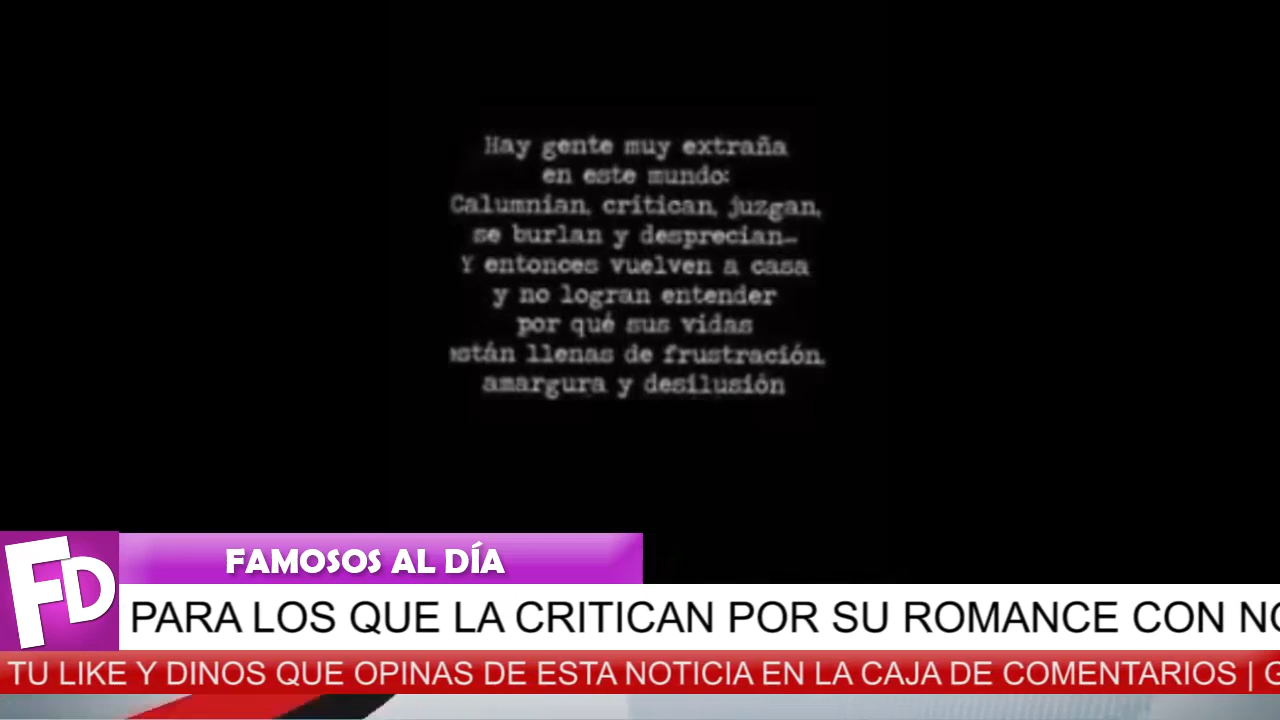 Hay gente muy extraña
en este mundo:
Calumnian, critican, juzgan,
se burlan y desprecian—
Y entonces vuelven a casa
y no logran entender
por qué sus vidas
están llenas de frustración,
amargura y desilusión
FD
FAMOSOS AL DÍA
PARA LOS QUE LA CRITICAN POR SU ROMANCE CON NO
TU LIKE Y DINOS QUE OPINAS DE ESTA NOTICIA EN LA CAJA DE COMENTARIOS | G